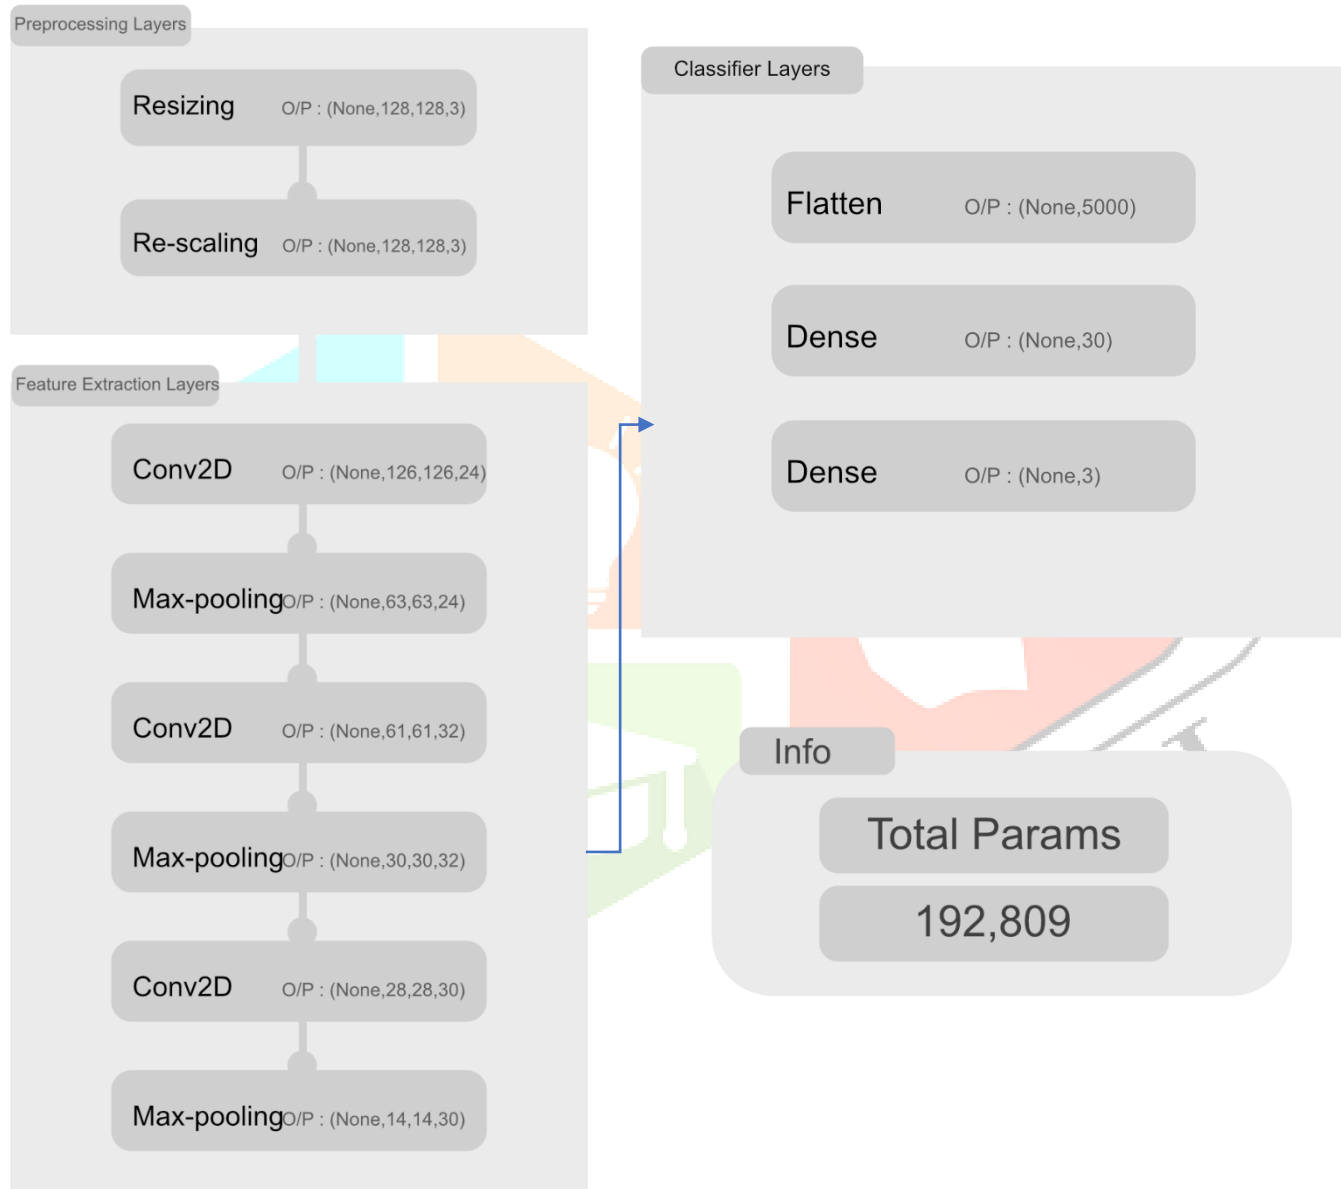 Preprocessing Layers
Resizing O/P : (None,128,128,3)
Re-scaling O/P : (None,128,128,3)
Feature Extraction Layers
Conv2D O/P : (None,126,126,24)
Max-pooling O/P : (None,63,63,24)
Conv2D O/P : (None,61,61,32)
Max-pooling O/P : (None,30,30,32)
Conv2D O/P : (None,28,28,30)
Max-pooling O/P : (None,14,14,30)
Classifier Layers
Flatten O/P : (None,5000)
Dense O/P : (None,30)
Dense O/P : (None,3)
Info
Total Params
192,809